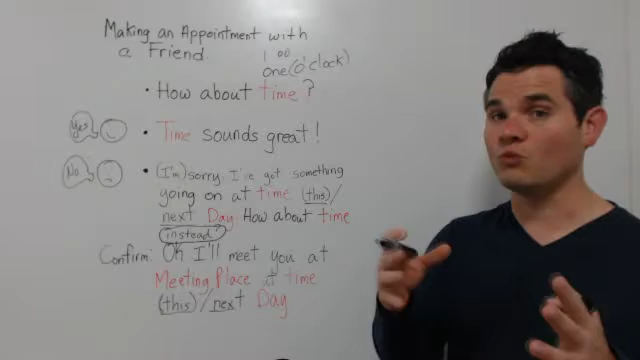 Making an Appointment with
a Friend.
1 00
one (o'clock)
• How about time?
Yes • Time sounds great!
No • (I'm) sorry, I've got something
going on at time (this)/
next Day How about time
instead?
Confirm: Ok I'll meet you at
Meeting Place at time
(this)/next Day